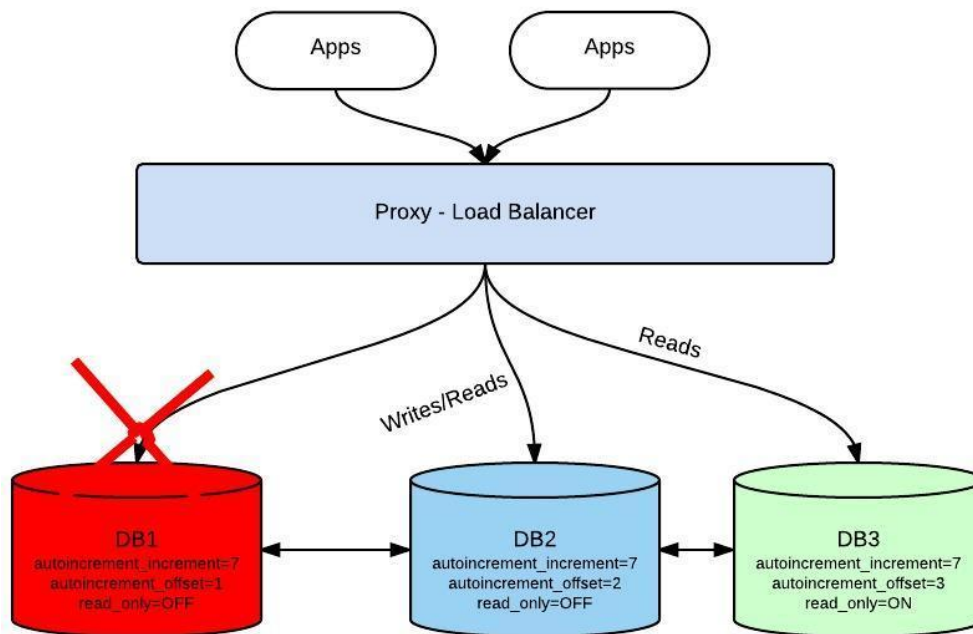 Apps
Apps
Proxy - Load Balancer
Writes/Reads
Reads
DB1
autoincrement_increment=7
autoincrement_offset=1
read_only=OFF
DB2
autoincrement_increment=7
autoincrement_offset=2
read_only=OFF
DB3
autoincrement_increment=7
autoincrement_offset=3
read_only=ON